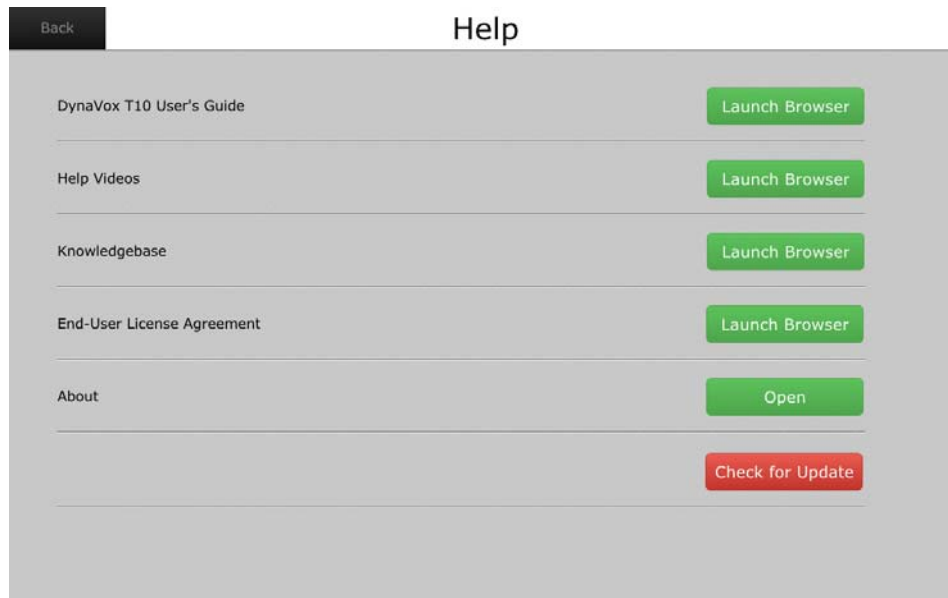 Back
Help
DynaVox T10 User's Guide
Launch Browser
Help Videos
Launch Browser
Knowledgebase
Launch Browser
End-User License Agreement
Launch Browser
About
Open
Check for Update